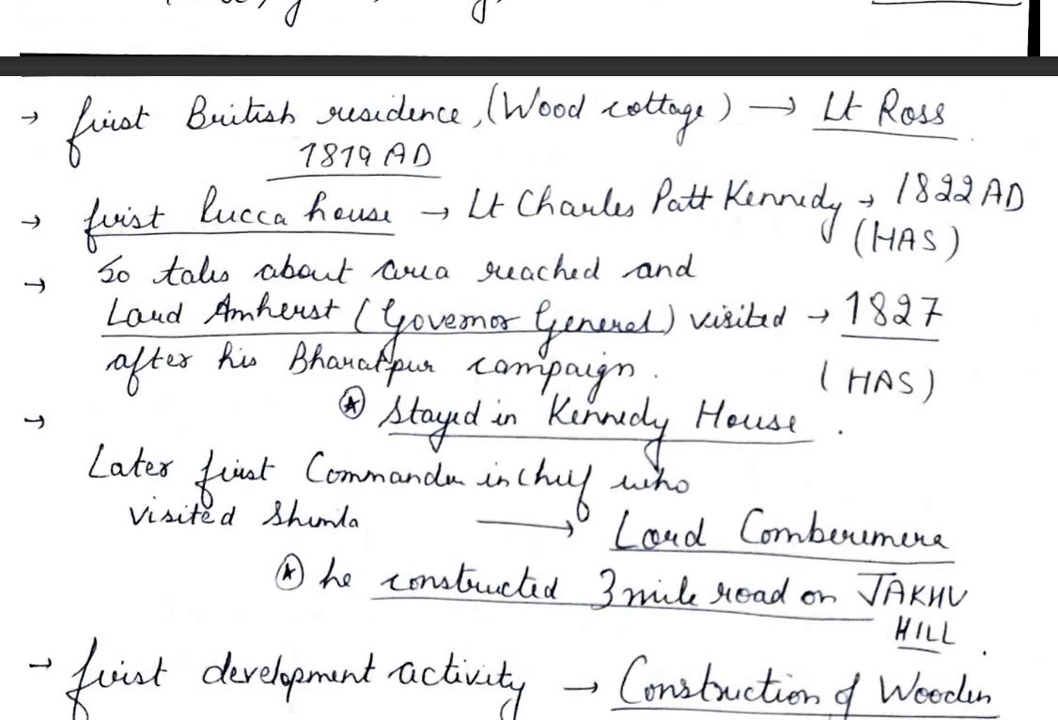 → first British residence, (Wood cottage) → Lt Ross
1819 AD
→ first Pucca house → Lt Charles Patt Kennedy → 1822 AD
(HAS)
→ So tales about area reached and
Lord Amherst (Governor General) visited → 1827
after his Bharatpur campaign. (HAS)
→ ⍟ Stayed in Kennedy House.
Later first Commander in chief who
visited Shimla → Lord Combermere
⍟ he constructed 3 mile road on JAKHU
HILL.
→ first development activity → Construction of Wooden